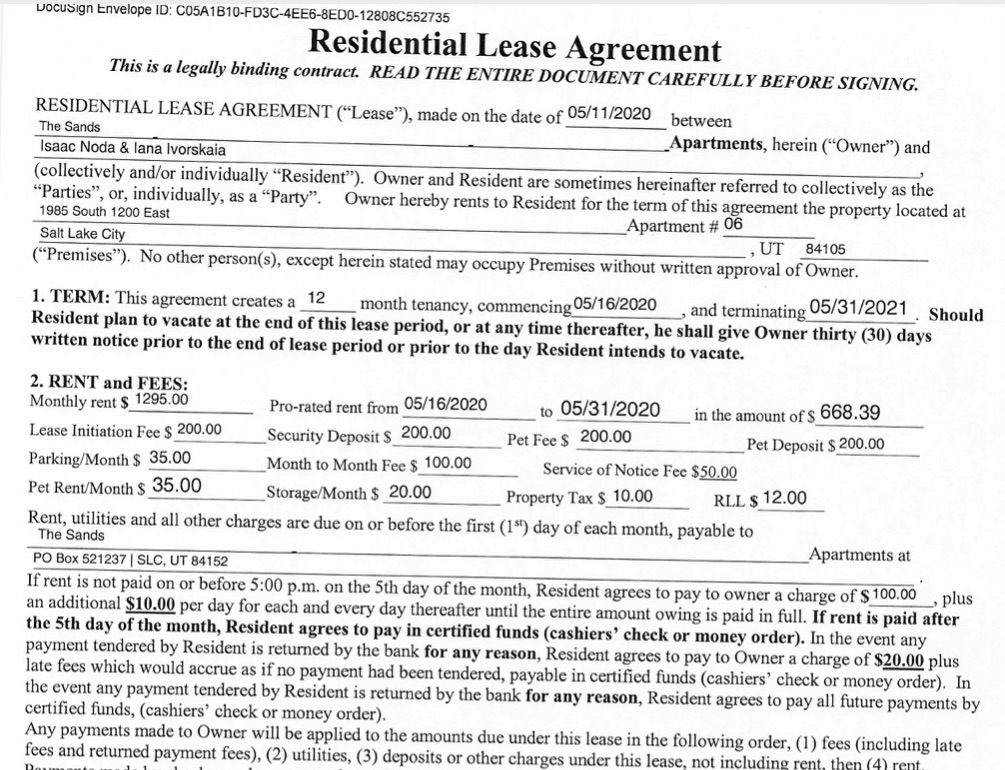 DocuSign Envelope ID: C05A1B10-FD3C-4EE6-8ED0-12808C552735
Residential Lease Agreement
This is a legally binding contract. READ THE ENTIRE DOCUMENT CAREFULLY BEFORE SIGNING.
RESIDENTIAL LEASE AGREEMENT (“Lease”), made on the date of 05/11/2020 between
The Sands Apartments, herein (“Owner”) and
Isaac Noda & Iana Ivorskaia,
(collectively and/or individually “Resident”). Owner and Resident are sometimes hereinafter referred to collectively as the
“Parties”, or, individually, as a “Party”. Owner hereby rents to Resident for the term of this agreement the property located at
1985 South 1200 East Apartment # 06
Salt Lake City, UT 84105
(“Premises”). No other person(s), except herein stated may occupy Premises without written approval of Owner.
1. TERM: This agreement creates a 12 month tenancy, commencing 05/16/2020, and terminating 05/31/2021. Should
Resident plan to vacate at the end of this lease period, or at any time thereafter, he shall give Owner thirty (30) days
written notice prior to the end of lease period or prior to the day Resident intends to vacate.
2. RENT and FEES:
Monthly rent $ 1295.00 Pro-rated rent from 05/16/2020 to 05/31/2020 in the amount of $ 668.39
Lease Initiation Fee $ 200.00 Security Deposit $ 200.00 Pet Fee $ 200.00 Pet Deposit $ 200.00
Parking/Month $ 35.00 Month to Month Fee $ 100.00 Service of Notice Fee $50.00
Pet Rent/Month $ 35.00 Storage/Month $ 20.00 Property Tax $ 10.00 RLL $ 12.00
Rent, utilities and all other charges are due on or before the first (1st) day of each month, payable to
The Sands Apartments at
PO Box 521237 | SLC, UT 84152.
If rent is not paid on or before 5:00 p.m. on the 5th day of the month, Resident agrees to pay to owner a charge of $ 100.00, plus
an additional $10.00 per day for each and every day thereafter until the entire amount owing is paid in full. If rent is paid after
the 5th day of the month, Resident agrees to pay in certified funds (cashiers’ check or money order). In the event any
payment tendered by Resident is returned by the bank for any reason, Resident agrees to pay to Owner a charge of $20.00 plus
late fees which would accrue as if no payment had been tendered, payable in certified funds (cashiers’ check or money order). In
the event any payment tendered by Resident is returned by the bank for any reason, Resident agrees to pay all future payments by
certified funds, (cashiers’ check or money order).
Any payments made to Owner will be applied to the amounts due under this lease in the following order, (1) fees (including late
fees and returned payment fees), (2) utilities, (3) deposits or other charges under this lease, not including rent, then (4) rent.